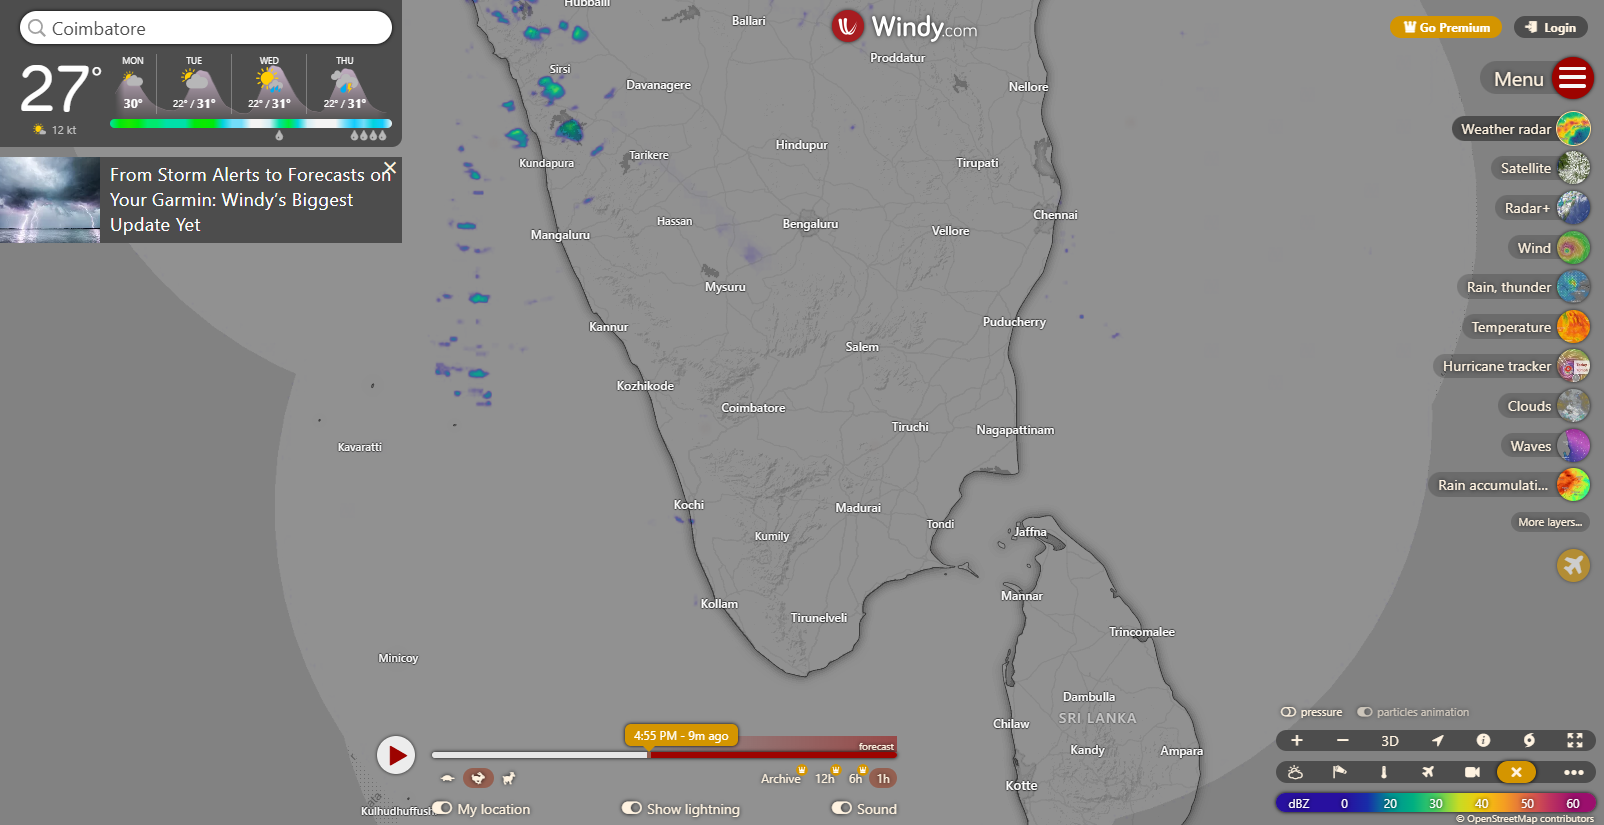 Coimbatore
27°
12 kt
MON
30°
TUE
22° / 31°
WED
22° / 31°
THU
22° / 31°
From Storm Alerts to Forecasts on
Your Garmin: Windy's Biggest
Update Yet
Windy.com
Go Premium
Login
Menu
Weather radar
Satellite
Radar+
Wind
Rain, thunder
Temperature
Hurricane tracker
Clouds
Waves
Rain accumulati...
More layers...
Hubballi
Ballari
Proddatur
Sirsi
Davanagere
Nellore
Hindupur
Kundapura
Tarikere
Tirupati
Chennai
Hassan
Bengaluru
Vellore
Mangaluru
Mysuru
Puducherry
Kannur
Salem
Kozhikode
Coimbatore
Tiruchi
Nagapattinam
Kavaratti
Kochi
Madurai
Tondi
Jaffna
Kumily
Mannar
Kollam
Tirunelveli
Trincomalee
Minicoy
Dambulla
SRI LANKA
Chilaw
Kandy
Ampara
Kotte
Kulhudhuffush
4:55 PM - 9m ago
forecast
Archive
12h
6h
1h
My location
Show lightning
Sound
pressure
particles animation
+ − 3D
dBZ 0 20 30 40 50 60
© OpenStreetMap contributors